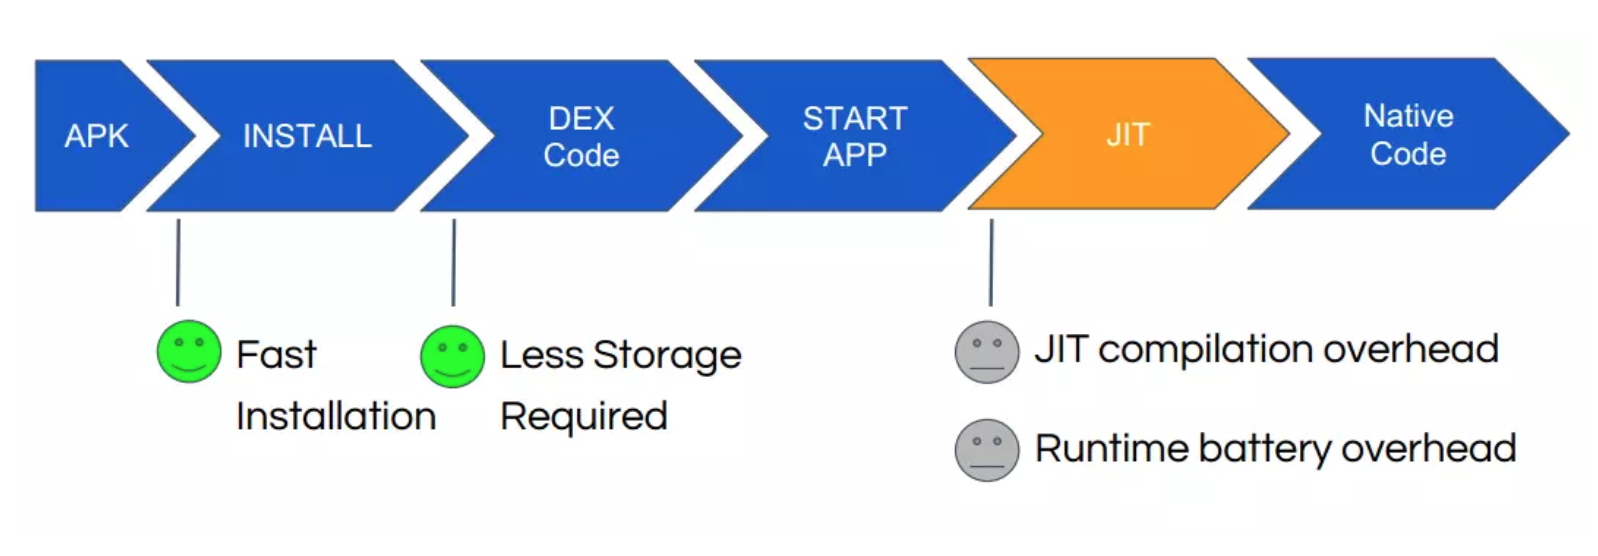 APK
INSTALL
DEX
Code
START
APP
JIT
Native
Code
Fast
Installation
Less Storage
Required
JIT compilation overhead
Runtime battery overhead